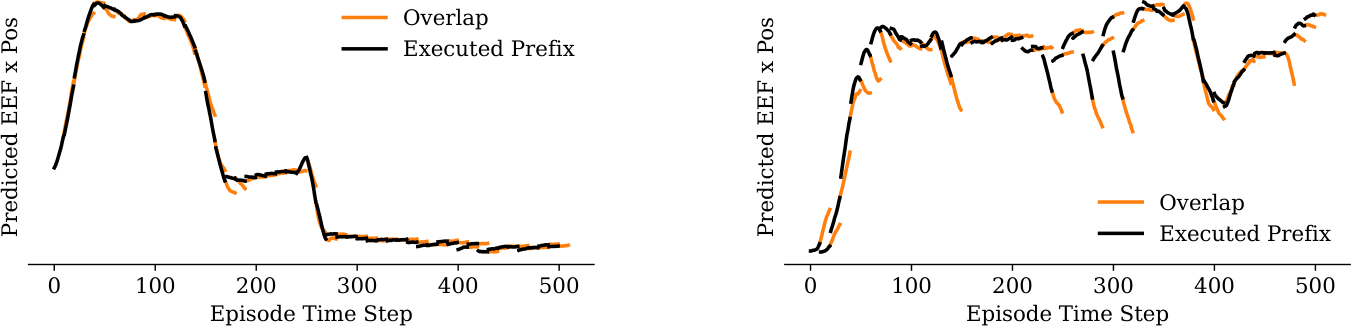 Predicted EEF x Pos
Overlap
Executed Prefix
0 100 200 300 400 500
Episode Time Step
Predicted EEF x Pos
Overlap
Executed Prefix
0 100 200 300 400 500
Episode Time Step